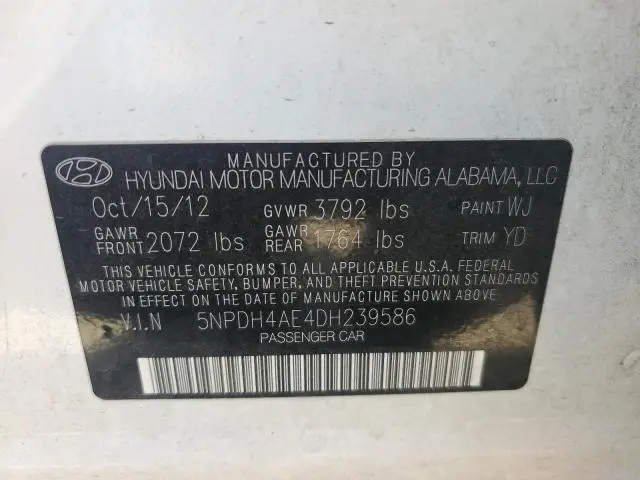 MANUFACTURED BY
HYUNDAI MOTOR MANUFACTURING ALABAMA, LLC
Oct/15/12 GVWR 3792 lbs PAINT WJ
GAWR FRONT 2072 lbs GAWR REAR 1764 lbs TRIM YD
THIS VEHICLE CONFORMS TO ALL APPLICABLE U.S.A. FEDERAL
MOTOR VEHICLE SAFETY, BUMPER, AND THEFT PREVENTION STANDARDS
IN EFFECT ON THE DATE OF MANUFACTURE SHOWN ABOVE
V.I.N 5NPDH4AE4DH239586
PASSENGER CAR